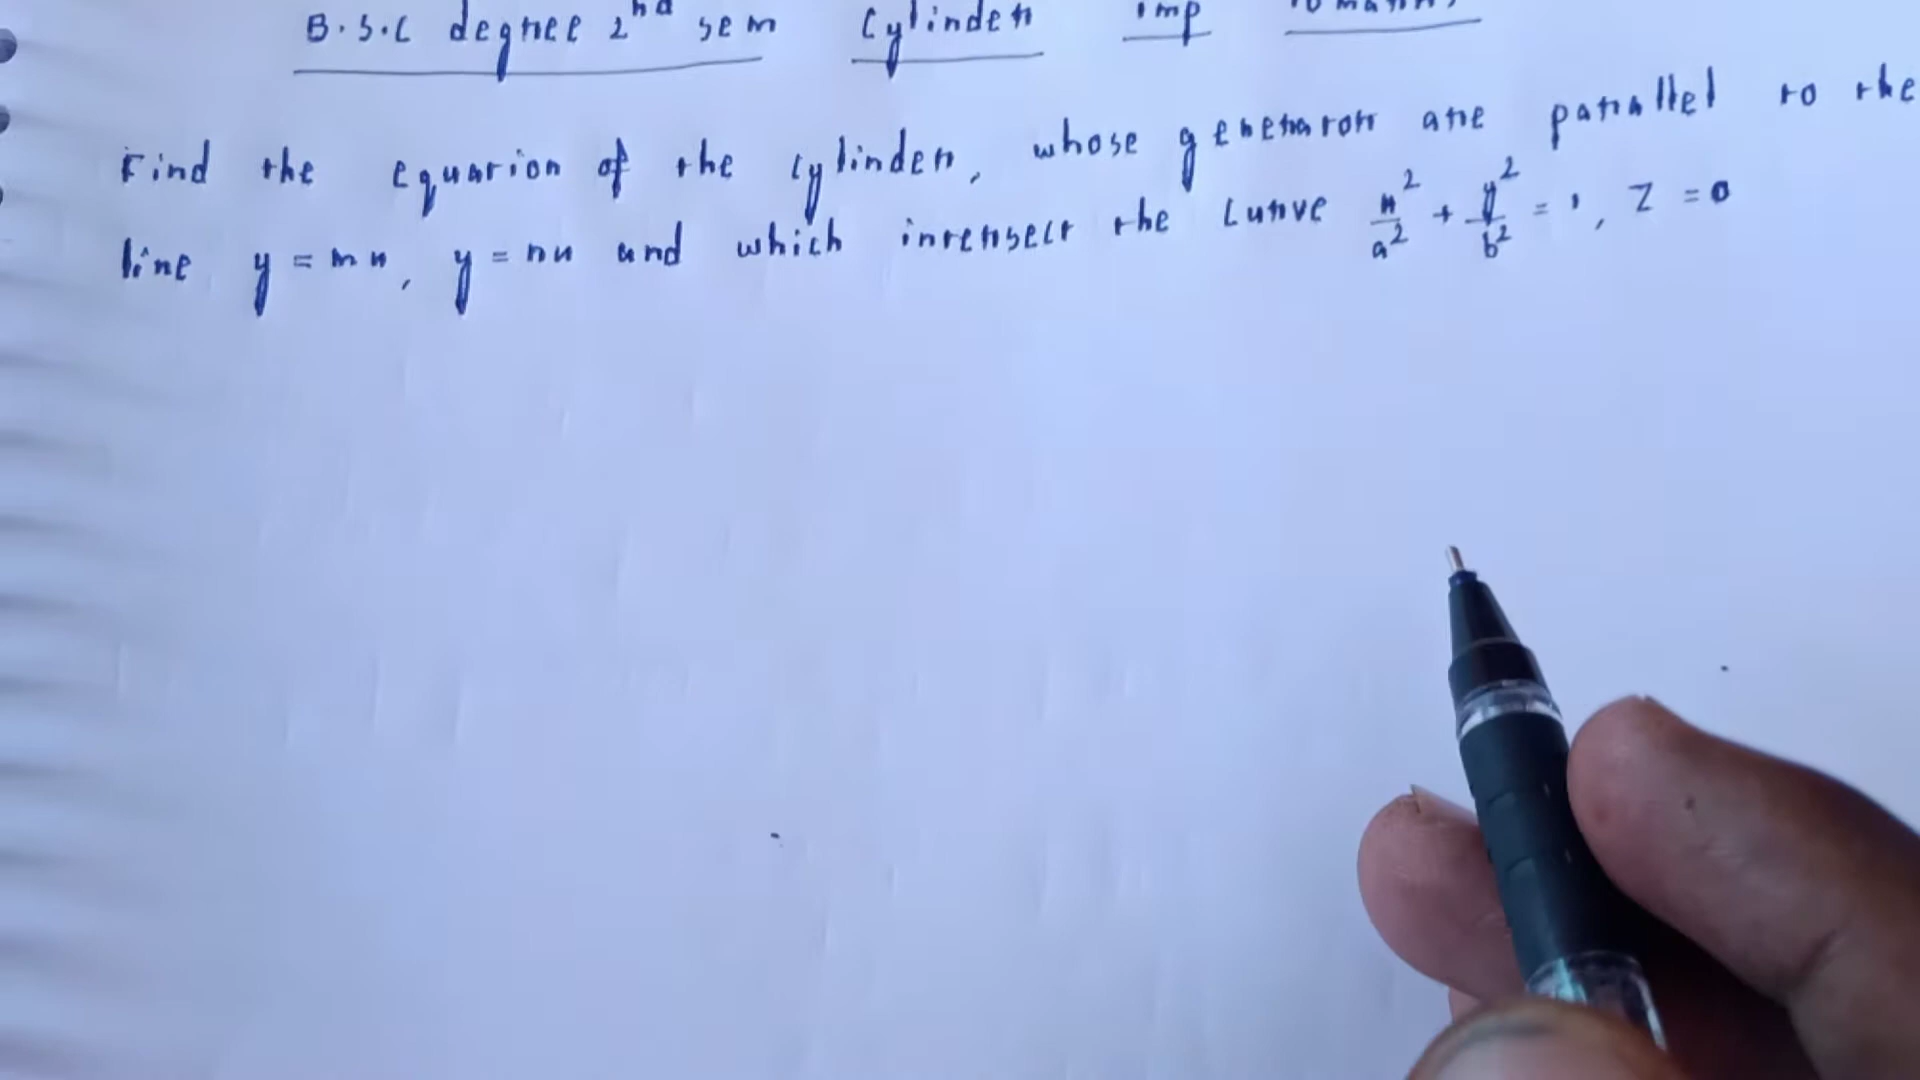 B.S.C degree 2nd sem Cylinder imp
Find the equation of the cylinder, whose generators are parallel to the
line y = mx, y = nx and which intersect the curve x²/a² + y²/b² = 1, Z = 0